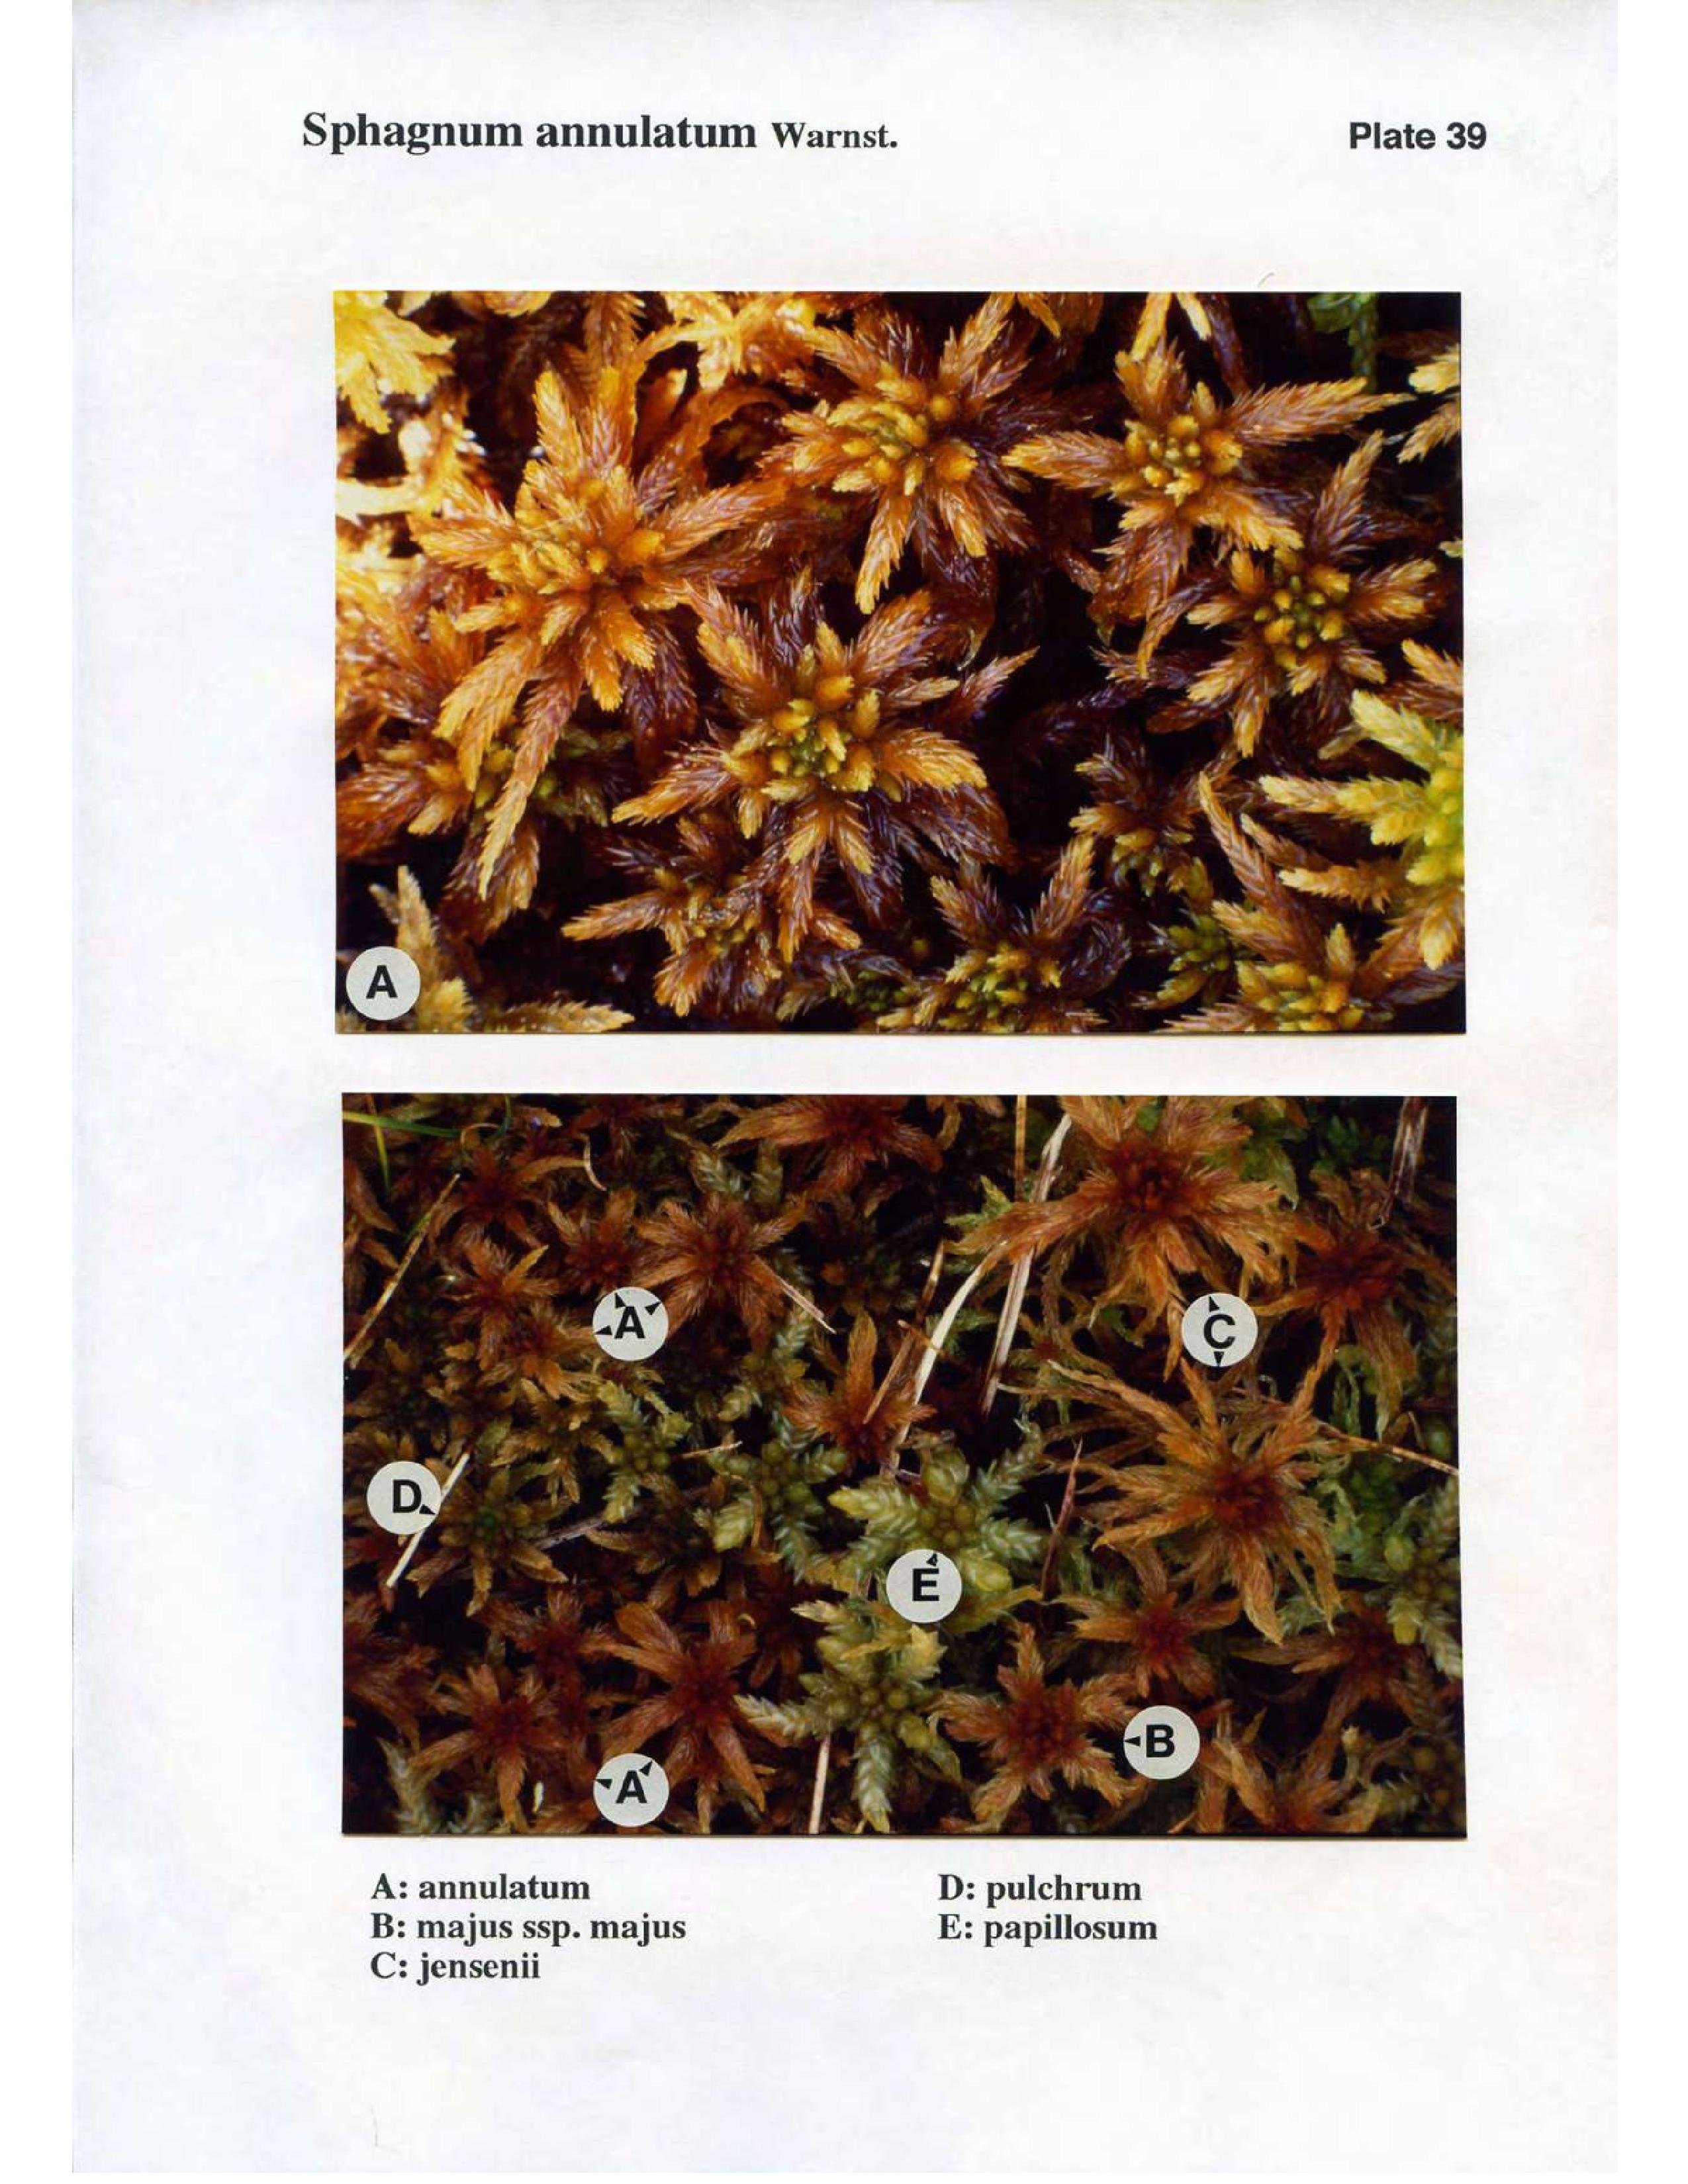 Sphagnum annulatum Warnst.
Plate 39
A
A
C
D
E
B
A
A: annulatum
B: majus ssp. majus
C: jensenii
D: pulchrum
E: papillosum